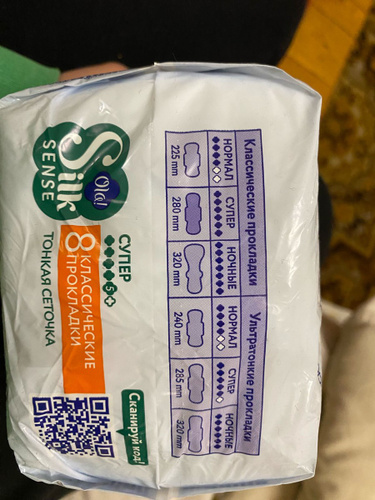 Классические прокладки Ультратонкие прокладки
НОРМАЛ СУПЕР НОЧНЫЕ НОРМАЛ СУПЕР НОЧНЫЕ
225 mm 280 mm 320 mm 240 mm 285 mm 320 mm
Ola!
Silk
SENSE
СУПЕР
5+
8 КЛАССИЧЕСКИЕ
ПРОКЛАДКИ
ТОНКАЯ СЕТОЧКА
Сканируй код!